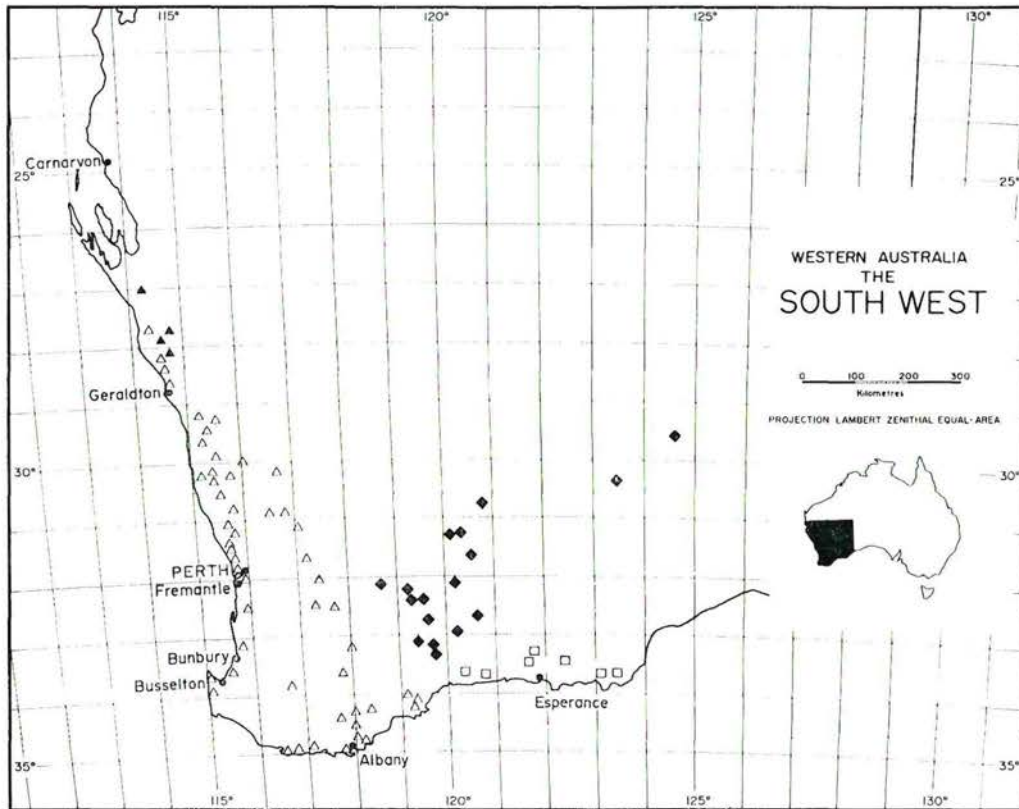 115°
120°
125°
130°
Carnarvon
25°
25°
WESTERN AUSTRALIA
THE
SOUTH WEST
Geraldton
0 100 200 300
Kilometres
PROJECTION LAMBERT ZENITHAL EQUAL-AREA
30°
30°
PERTH
Fremantle
Bunbury
Busselton
Esperance
Albany
35°
35°
115°
120°
125°
130°